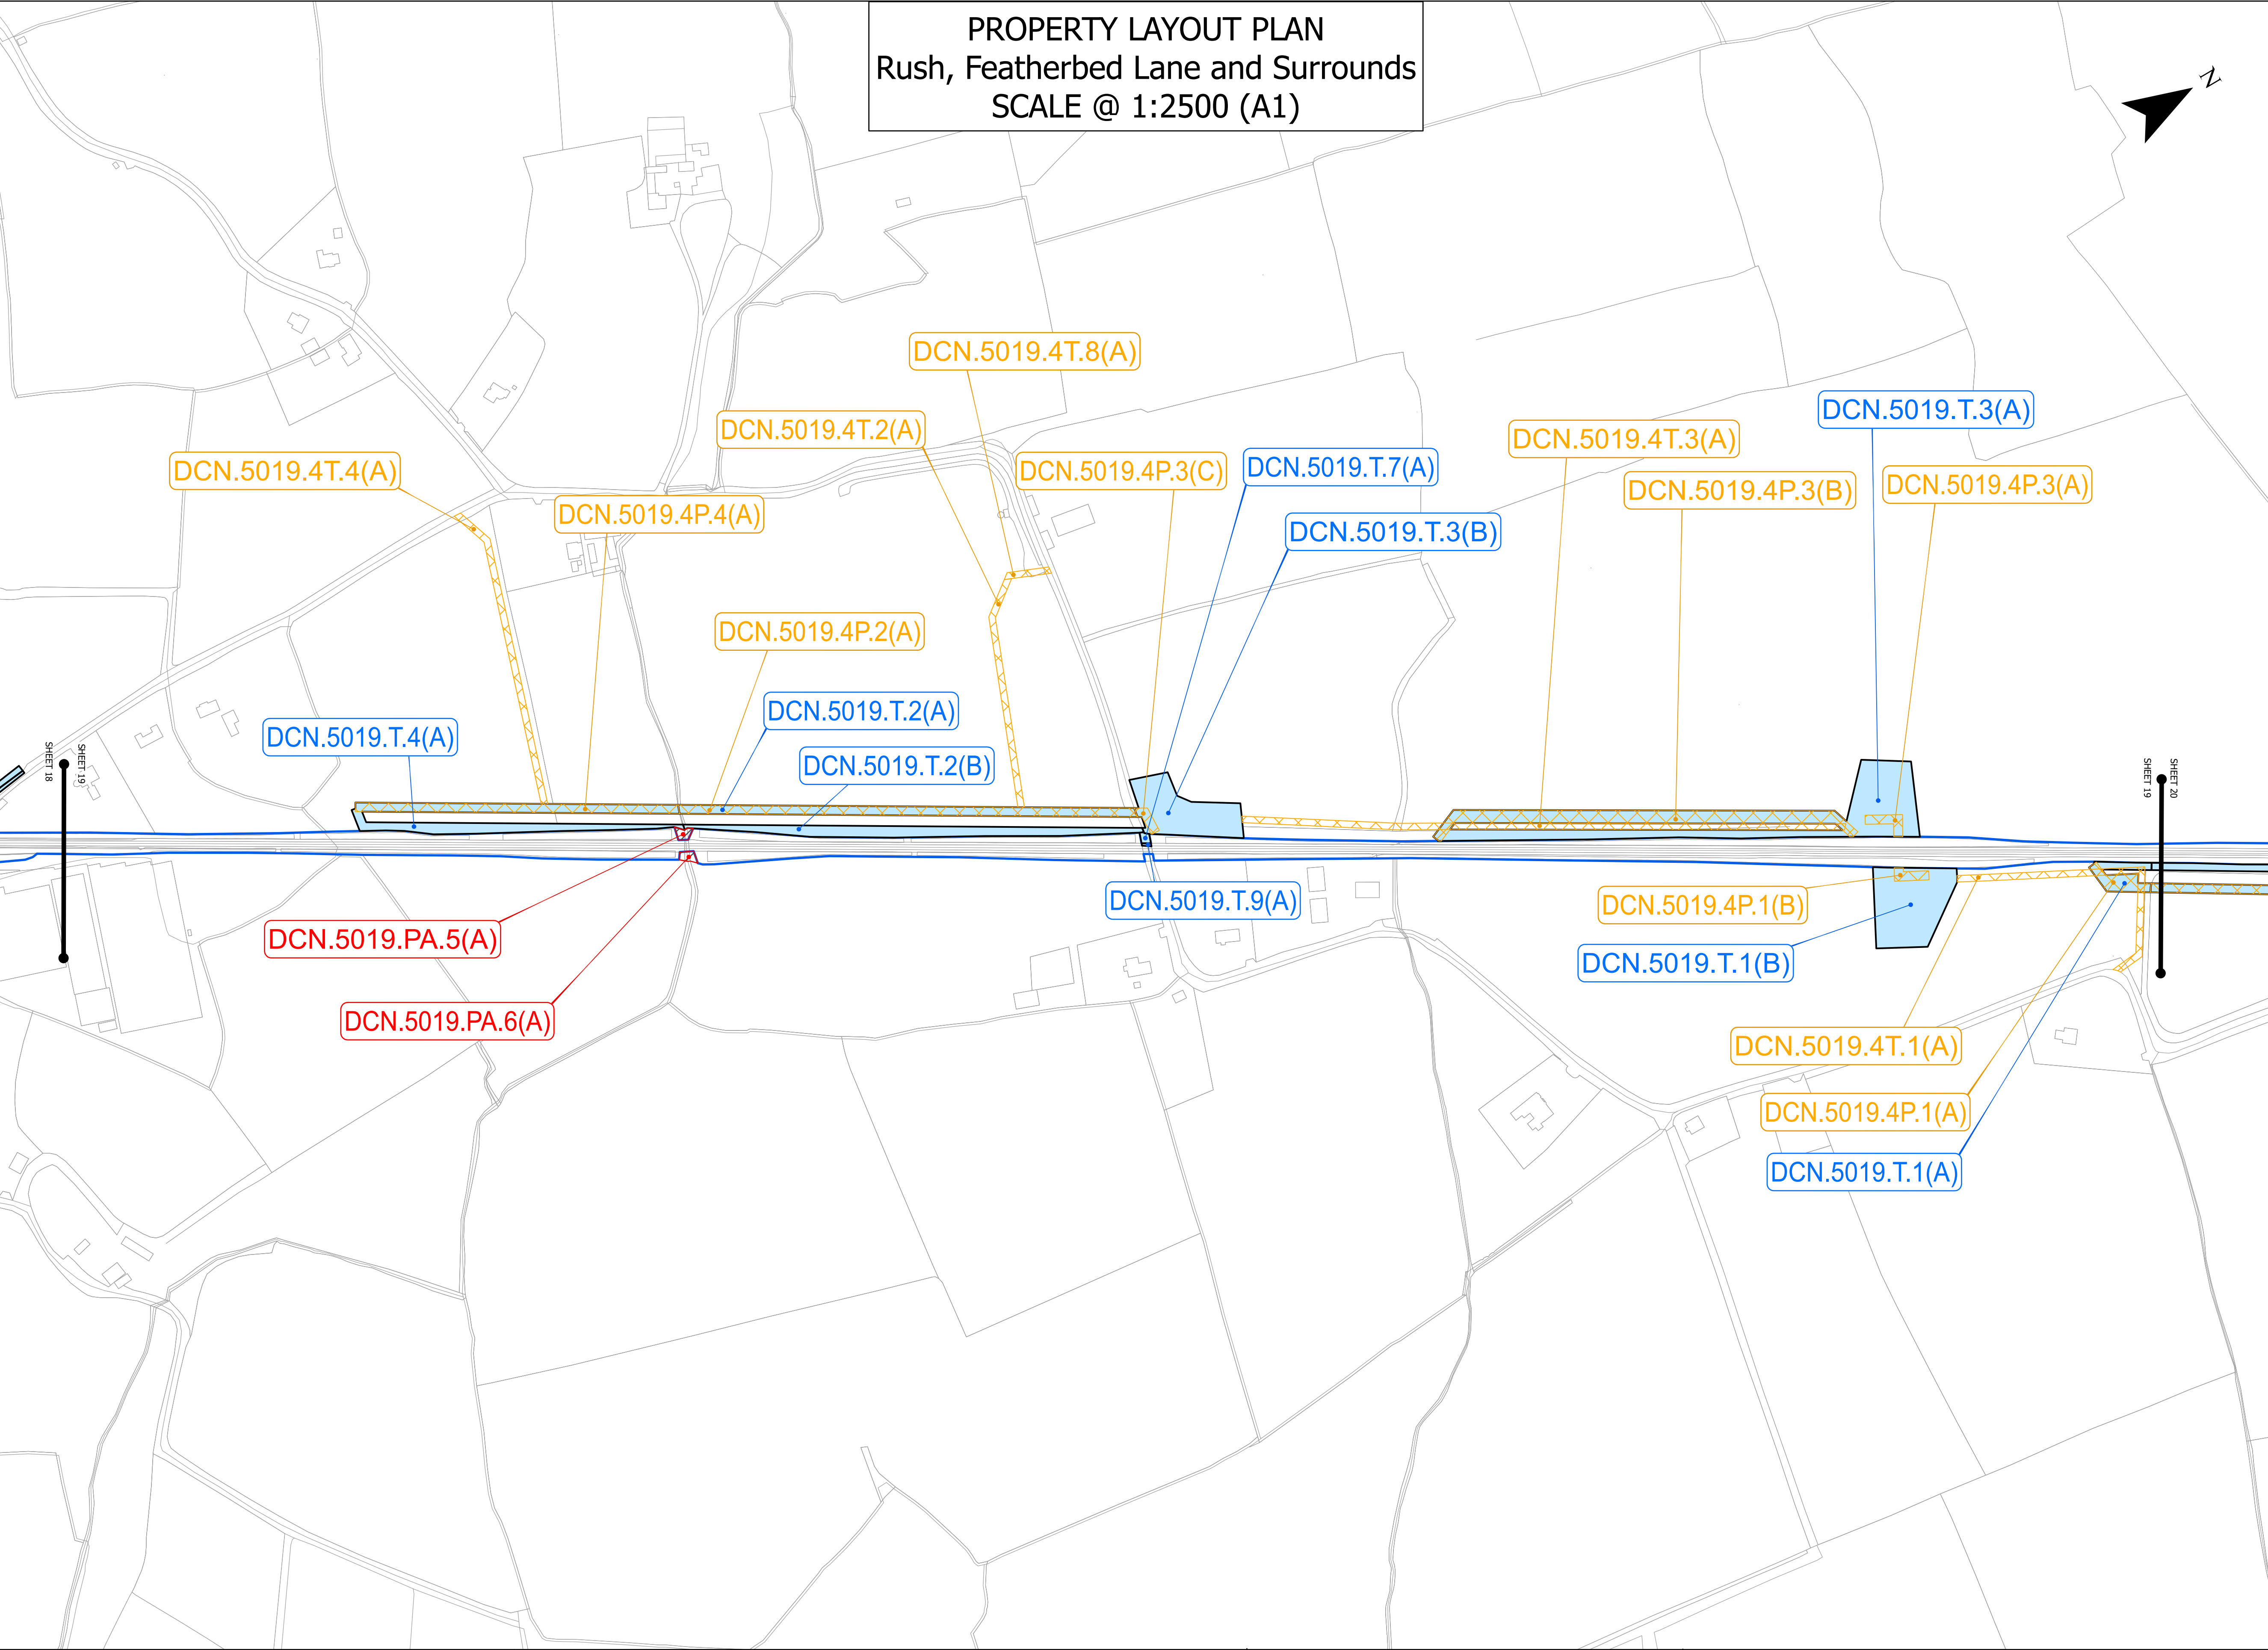 PROPERTY LAYOUT PLAN
Rush, Featherbed Lane and Surrounds
SCALE @ 1:2500 (A1)
N
DCN.5019.4T.8(A)
DCN.5019.T.3(A)
DCN.5019.4T.2(A)
DCN.5019.4T.3(A)
DCN.5019.4T.4(A)
DCN.5019.4P.3(C)
DCN.5019.T.7(A)
DCN.5019.4P.3(B)
DCN.5019.4P.3(A)
DCN.5019.4P.4(A)
DCN.5019.T.3(B)
DCN.5019.4P.2(A)
DCN.5019.T.2(A)
DCN.5019.T.4(A)
DCN.5019.T.2(B)
SHEET 18
SHEET 19
SHEET 19
SHEET 20
DCN.5019.T.9(A)
DCN.5019.4P.1(B)
DCN.5019.PA.5(A)
DCN.5019.T.1(B)
DCN.5019.PA.6(A)
DCN.5019.4T.1(A)
DCN.5019.4P.1(A)
DCN.5019.T.1(A)